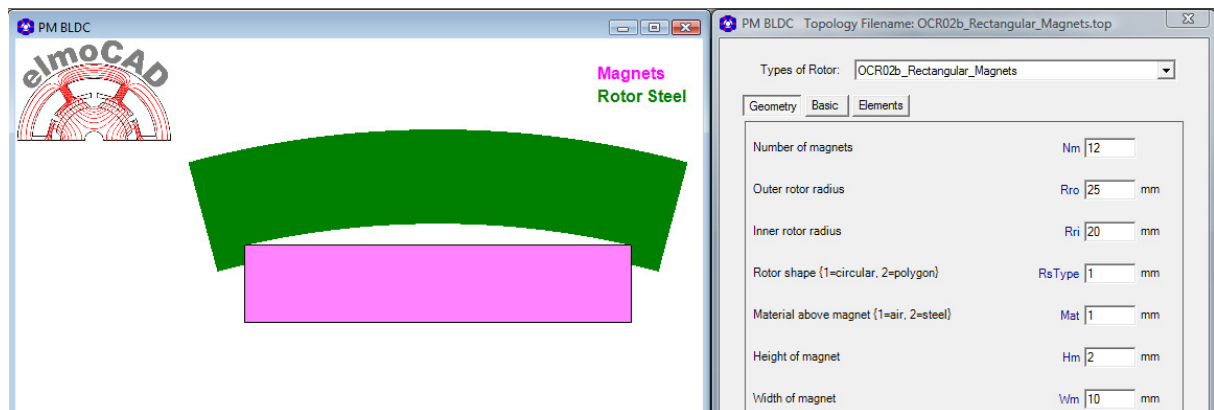 PM BLDC
elmoCAD
Magnets
Rotor Steel
PM BLDC Topology Filename: OCR02b_Rectangular_Magnets.top
Types of Rotor: OCR02b_Rectangular_Magnets
Geometry Basic Elements
Number of magnets Nm 12
Outer rotor radius Rro 25 mm
Inner rotor radius Rri 20 mm
Rotor shape {1=circular, 2=polygon} RsType 1 mm
Material above magnet {1=air, 2=steel} Mat 1 mm
Height of magnet Hm 2 mm
Width of magnet Wm 10 mm